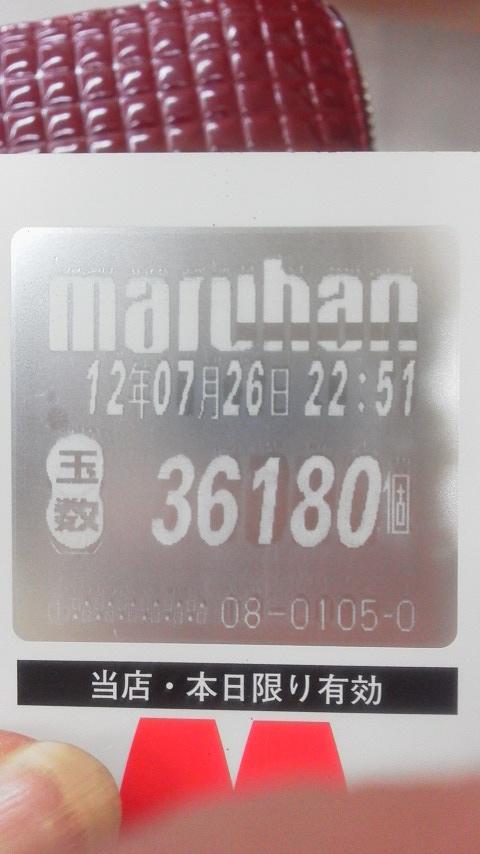 maruhan
12年07月26日 22:51
玉数 36180個
08-0105-0
当店・本日限り有効